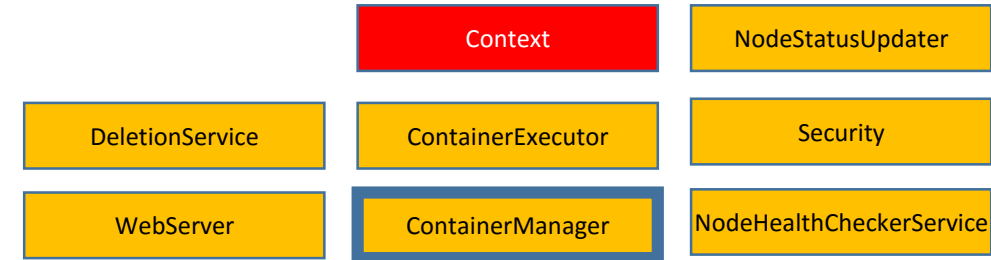 Context
NodeStatusUpdater
DeletionService
ContainerExecutor
Security
WebServer
ContainerManager
NodeHealthCheckerService